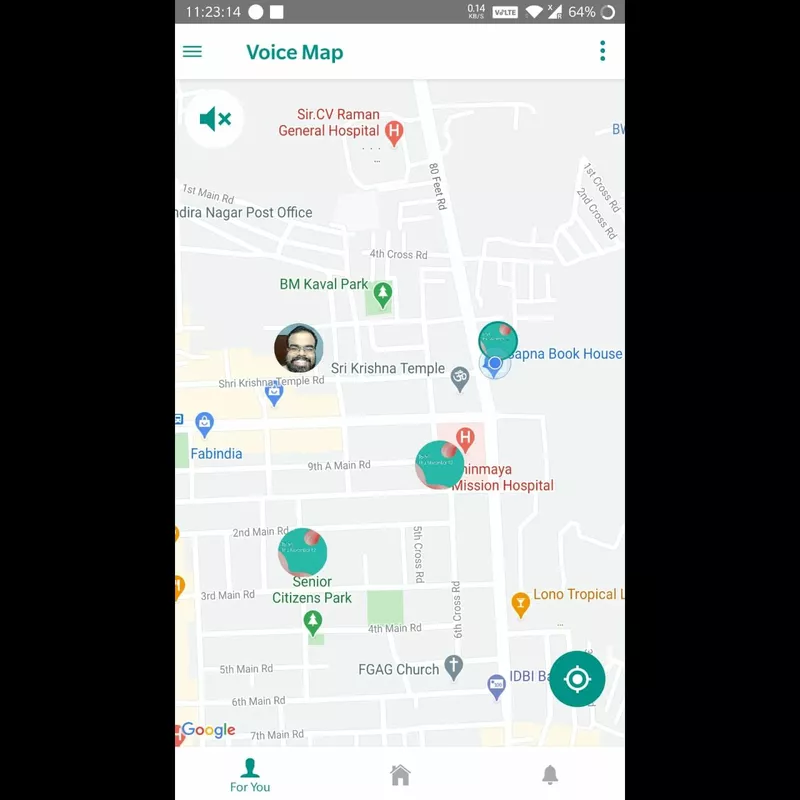 11:23:14
0.14
KB/S
VoLTE
64%
Voice Map
Sir.CV Raman
General Hospital
80 Feet Rd
1st Cross Rd
2nd Cross Rd
1st Main Rd
ndira Nagar Post Office
4th Cross Rd
BM Kaval Park
apna Book House
Sri Krishna Temple
Shri Krishna Temple Rd
Fabindia
9th A Main Rd
hinmaya
Mission Hospital
2nd Main Rd
5th Cross Rd
Senior
Citizens Park
3rd Main Rd
6th Cross Rd
Lono Tropical L
4th Main Rd
FGAG Church
5th Main Rd
IDBI Ba
6th Main Rd
Google
7th Main Rd
For You